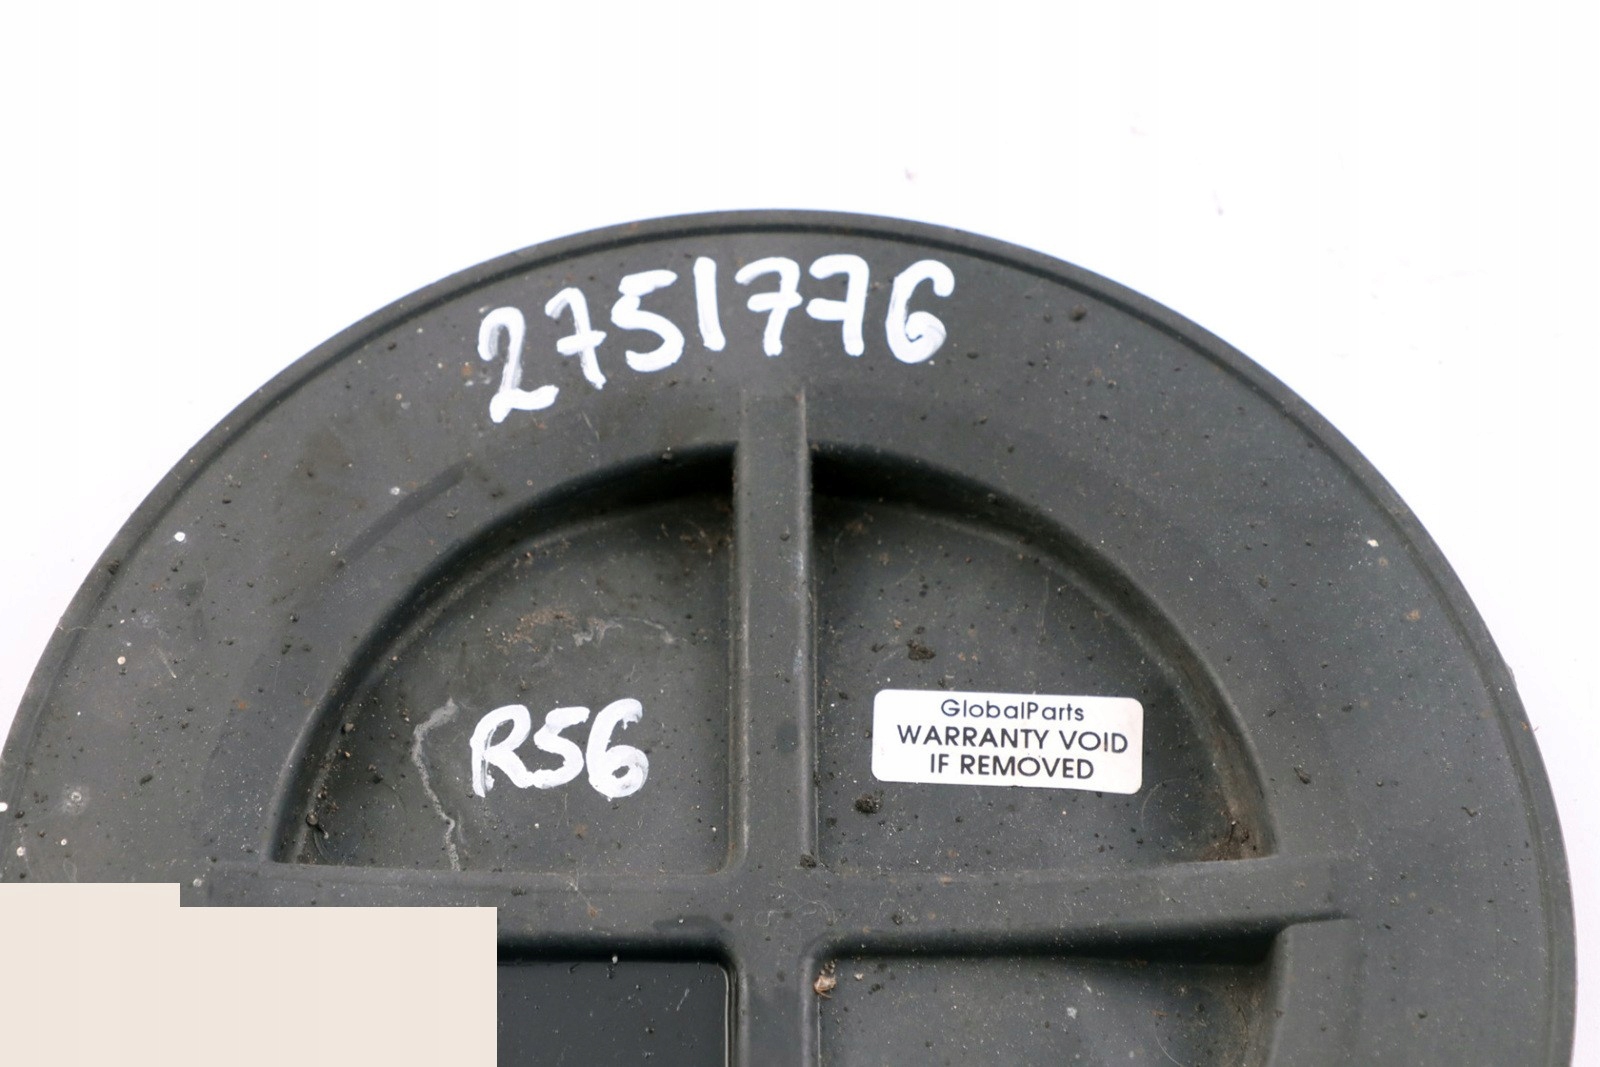 2751776
R56
GlobalParts
WARRANTY VOID
IF REMOVED